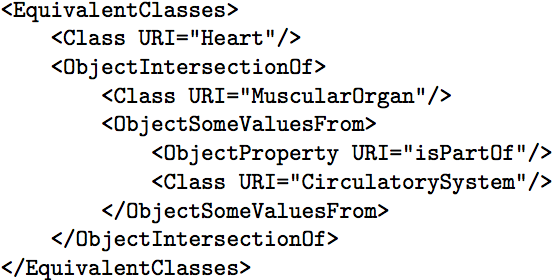 <EquivalentClasses>
<Class URI="Heart"/>
<ObjectIntersectionOf>
<Class URI="MuscularOrgan"/>
<ObjectSomeValuesFrom>
<ObjectProperty URI="isPartOf"/>
<Class URI="CirculatorySystem"/>
</ObjectSomeValuesFrom>
</ObjectIntersectionOf>
</EquivalentClasses>